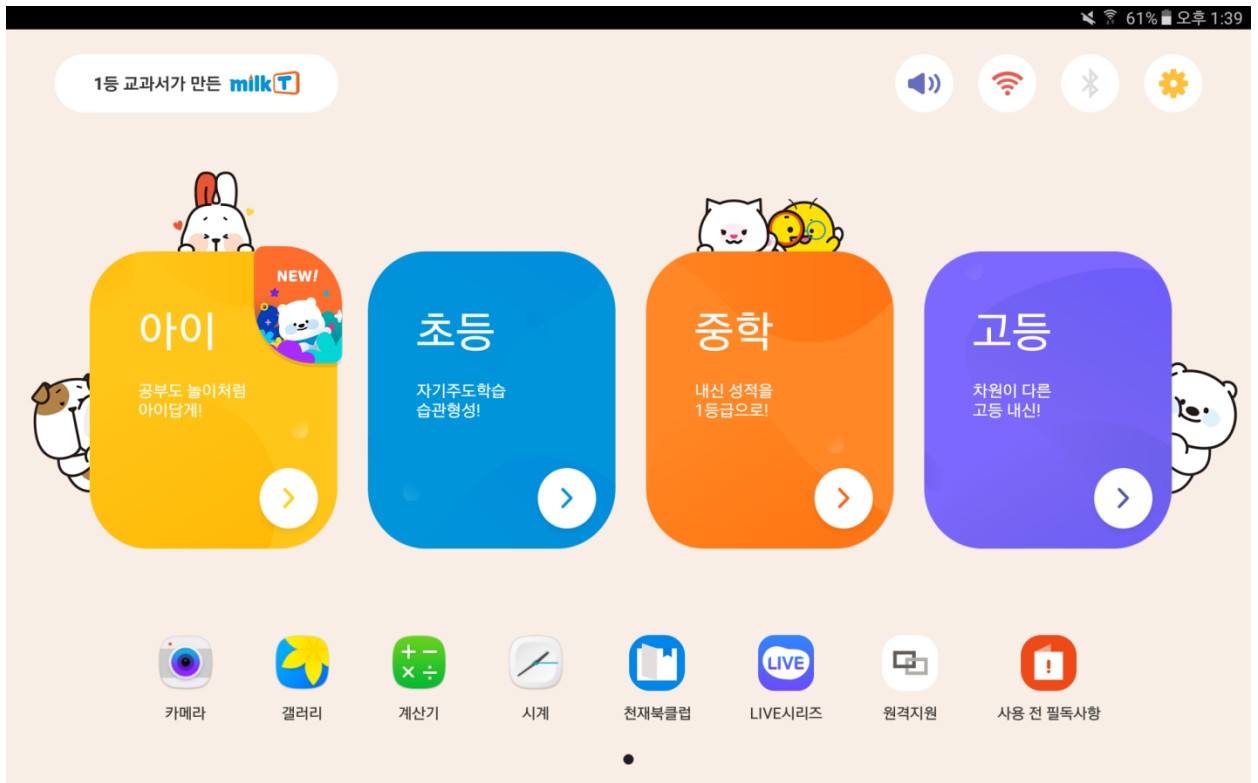 61% 오후 1:39
1등 교과서가 만든 milkT
NEW!
아이
공부도 놀이처럼
아이답게!
초등
자기주도학습
습관형성!
중학
내신 성적을
1등급으로!
고등
차원이 다른
고등 내신!
카메라
갤러리
계산기
시계
천재북클럽
LIVE
LIVE시리즈
원격지원
사용 전 필독사항